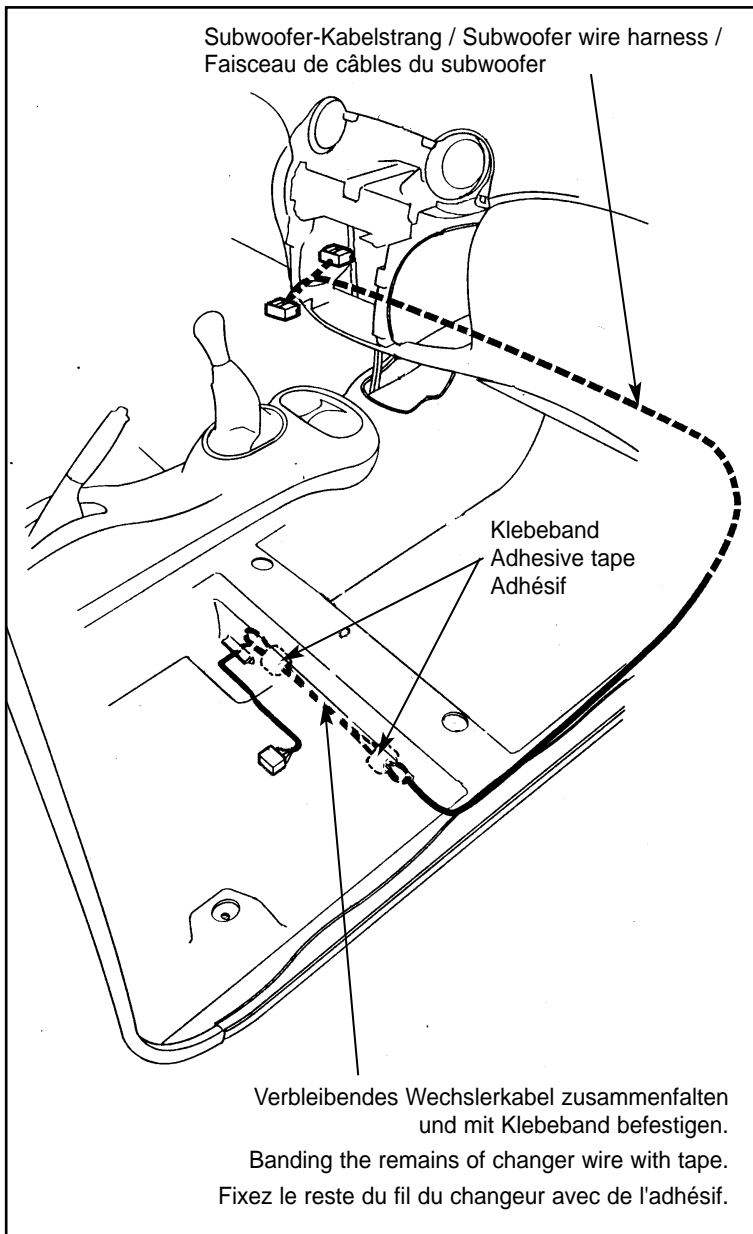 Subwoofer-Kabelstrang / Subwoofer wire harness /
Faisceau de câbles du subwoofer
Klebeband
Adhesive tape
Adhésif
Verbleibendes Wechslerkabel zusammenfalten
und mit Klebeband befestigen.
Banding the remains of changer wire with tape.
Fixez le reste du fil du changeur avec de l'adhésif.